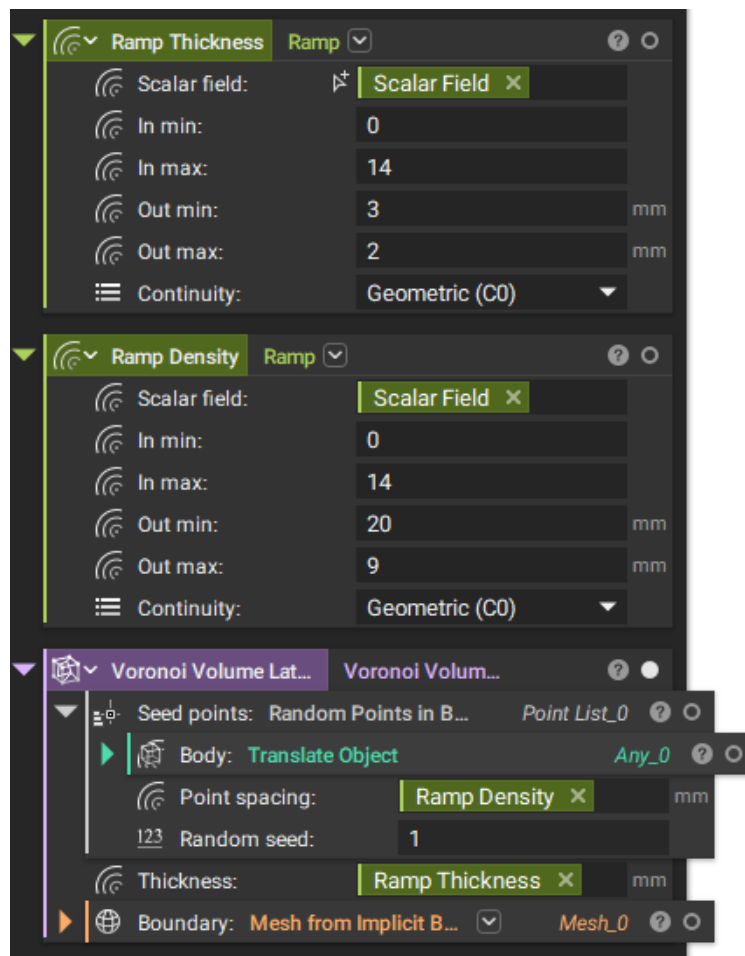 Ramp Thickness Ramp ?
Scalar field: Scalar Field ×
In min: 0
In max: 14
Out min: 3 mm
Out max: 2 mm
Continuity: Geometric (C0)
Ramp Density Ramp ?
Scalar field: Scalar Field ×
In min: 0
In max: 14
Out min: 20 mm
Out max: 9 mm
Continuity: Geometric (C0)
Voronoi Volume Lat... Voronoi Volum... ?
Seed points: Random Points in B... Point List_0 ?
Body: Translate Object Any_0 ?
Point spacing: Ramp Density × mm
123 Random seed: 1
Thickness: Ramp Thickness × mm
Boundary: Mesh from Implicit B... Mesh_0 ?